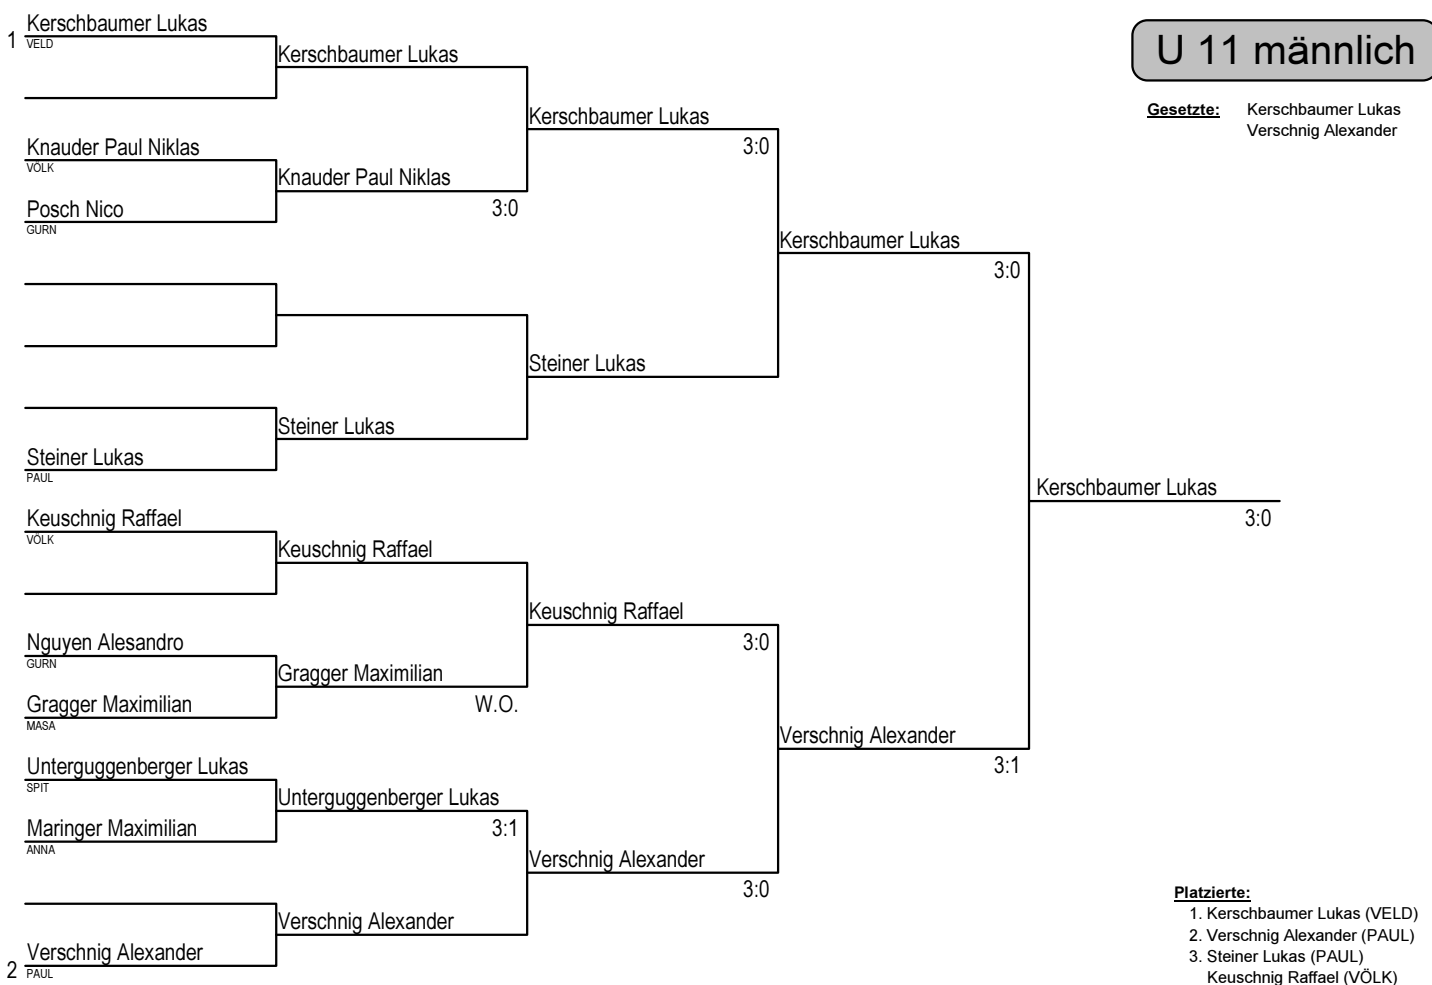 U 11 männlich
Gesetzte: Kerschbaumer Lukas
Verschnig Alexander
1 Kerschbaumer Lukas
VELD
Knauder Paul Niklas
VÖLK
Posch Nico
GURN
Steiner Lukas
PAUL
Keuschnig Raffael
VÖLK
Nguyen Alesandro
GURN
Gragger Maximilian
MASA
Unterguggenberger Lukas
SPIT
Maringer Maximilian
ANNA
Verschnig Alexander
2 PAUL
Kerschbaumer Lukas
Knauder Paul Niklas
3:0
Steiner Lukas
Keuschnig Raffael
Gragger Maximilian
W.O.
Unterguggenberger Lukas
3:1
Verschnig Alexander
Kerschbaumer Lukas
3:0
Steiner Lukas
Keuschnig Raffael
3:0
Verschnig Alexander
3:0
Kerschbaumer Lukas
3:0
Verschnig Alexander
3:1
Kerschbaumer Lukas
3:0
Platzierte:
1. Kerschbaumer Lukas (VELD)
2. Verschnig Alexander (PAUL)
3. Steiner Lukas (PAUL)
Keuschnig Raffael (VÖLK)